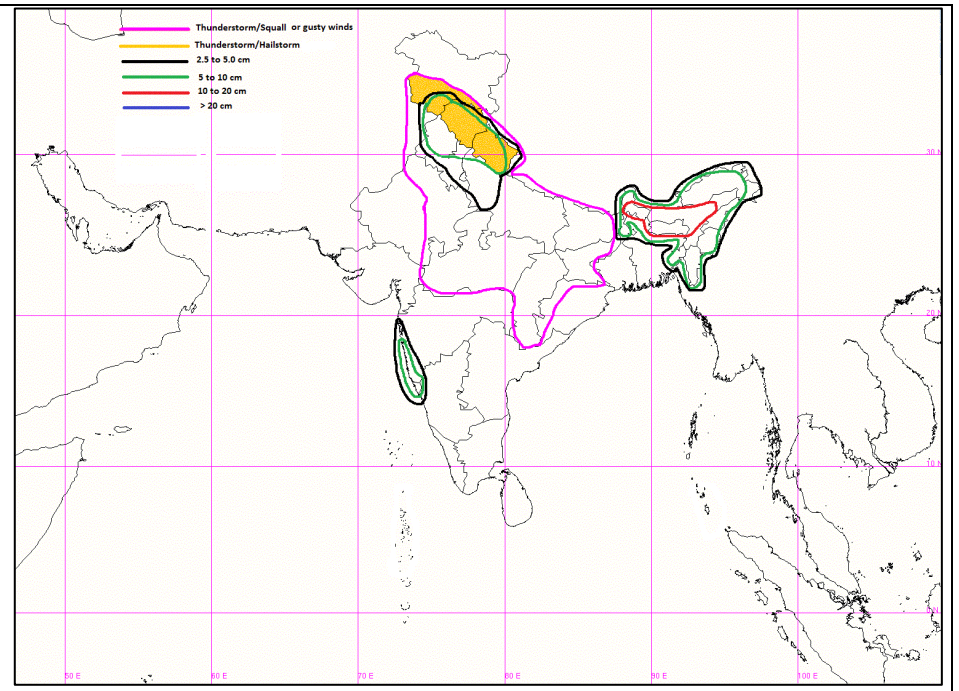 Thunderstorm/Squall or gusty winds
Thunderstorm/Hailstorm
2.5 to 5.0 cm
5 to 10 cm
10 to 20 cm
> 20 cm
30 N
20 N
10 N
50 E
60 E
70 E
80 E
90 E
100 E